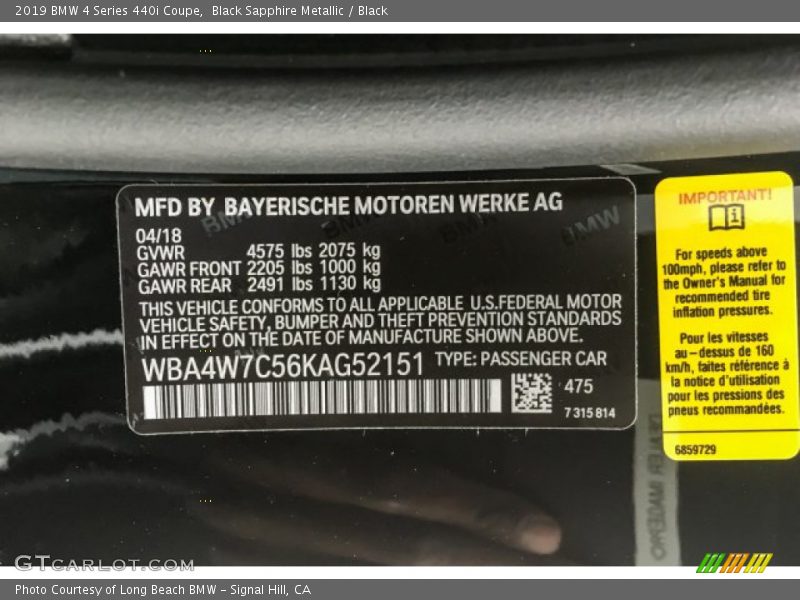 2019 BMW 4 Series 440i Coupe, Black Sapphire Metallic / Black
MFD BY BAYERISCHE MOTOREN WERKE AG
04/18
GVWR 4575 lbs 2075 kg
GAWR FRONT 2205 lbs 1000 kg
GAWR REAR 2491 lbs 1130 kg
THIS VEHICLE CONFORMS TO ALL APPLICABLE U.S.FEDERAL MOTOR
VEHICLE SAFETY, BUMPER AND THEFT PREVENTION STANDARDS
IN EFFECT ON THE DATE OF MANUFACTURE SHOWN ABOVE.
WBA4W7C56KAG52151 TYPE: PASSENGER CAR
475
7 315 814
IMPORTANT!
For speeds above
100mph, please refer to
the Owner's Manual for
recommended tire
inflation pressures.
Pour les vitesses
au-dessus de 160
km/h, faites référence à
la notice d'utilisation
pour les pressions des
pneus recommandées.
6859729
GTCARLOT.COM
Photo Courtesy of Long Beach BMW - Signal Hill, CA